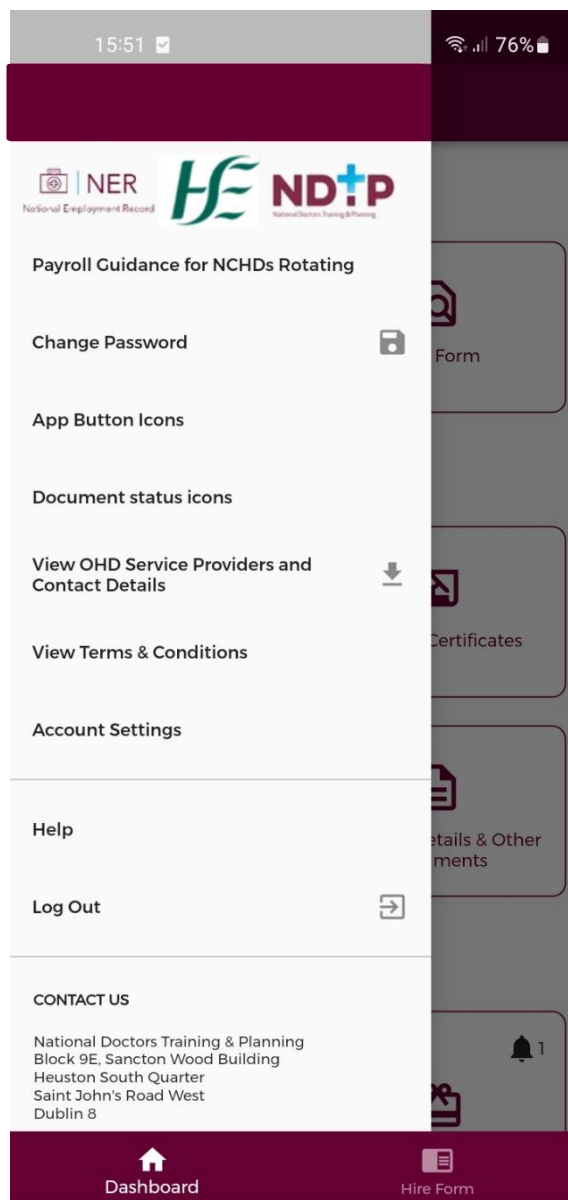 15:51
76%
NER
National Employment Record
NDTP
National Doctors Training & Planning
Payroll Guidance for NCHDs Rotating
Change Password
Form
App Button Icons
Document status icons
View OHD Service Providers and
Contact Details
Certificates
View Terms & Conditions
Account Settings
etails & Other
ments
Help
Log Out
CONTACT US
National Doctors Training & Planning
Block 9E, Sancton Wood Building
Heuston South Quarter
Saint John's Road West
Dublin 8
1
Dashboard
Hire Form